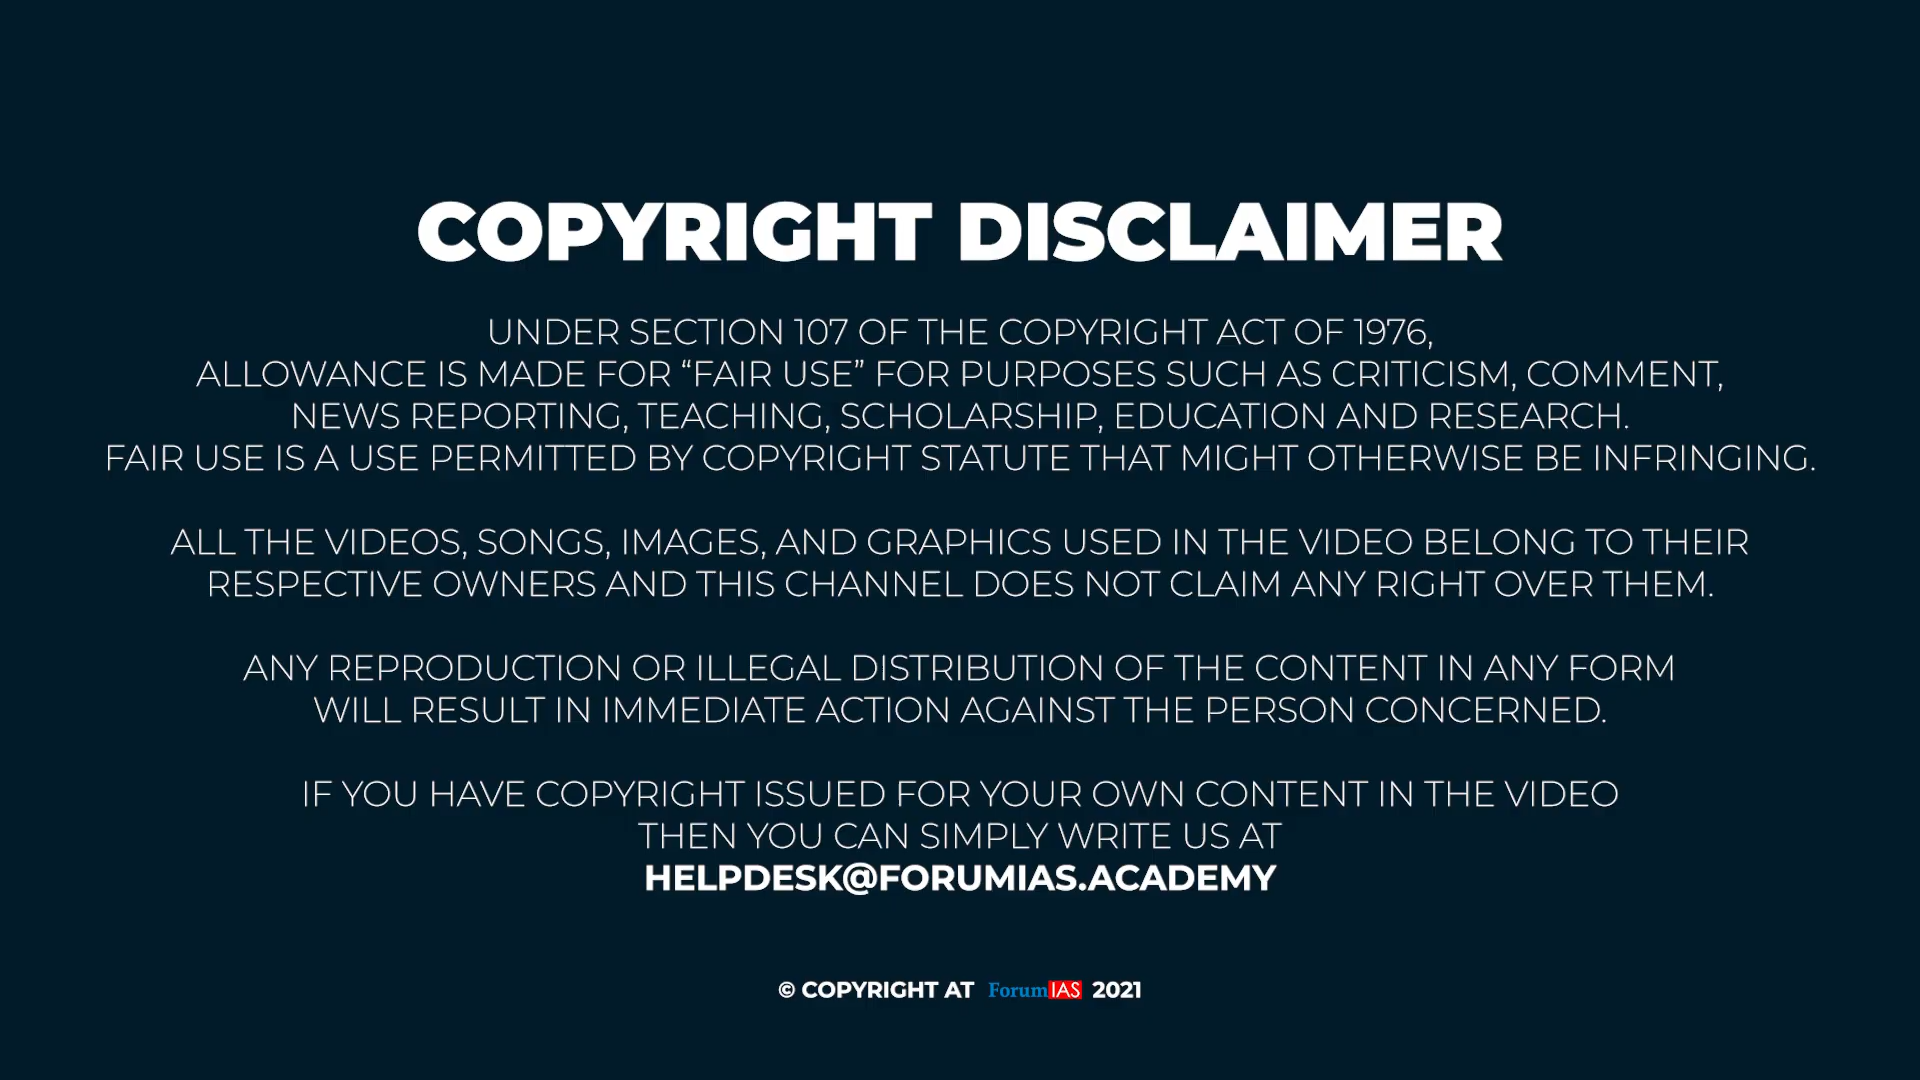 COPYRIGHT DISCLAIMER
UNDER SECTION 107 OF THE COPYRIGHT ACT OF 1976,
ALLOWANCE IS MADE FOR “FAIR USE” FOR PURPOSES SUCH AS CRITICISM, COMMENT,
NEWS REPORTING, TEACHING, SCHOLARSHIP, EDUCATION AND RESEARCH.
FAIR USE IS A USE PERMITTED BY COPYRIGHT STATUTE THAT MIGHT OTHERWISE BE INFRINGING.
ALL THE VIDEOS, SONGS, IMAGES, AND GRAPHICS USED IN THE VIDEO BELONG TO THEIR
RESPECTIVE OWNERS AND THIS CHANNEL DOES NOT CLAIM ANY RIGHT OVER THEM.
ANY REPRODUCTION OR ILLEGAL DISTRIBUTION OF THE CONTENT IN ANY FORM
WILL RESULT IN IMMEDIATE ACTION AGAINST THE PERSON CONCERNED.
IF YOU HAVE COPYRIGHT ISSUED FOR YOUR OWN CONTENT IN THE VIDEO
THEN YOU CAN SIMPLY WRITE US AT
HELPDESK@FORUMIAS.ACADEMY
© COPYRIGHT AT ForumIAS 2021